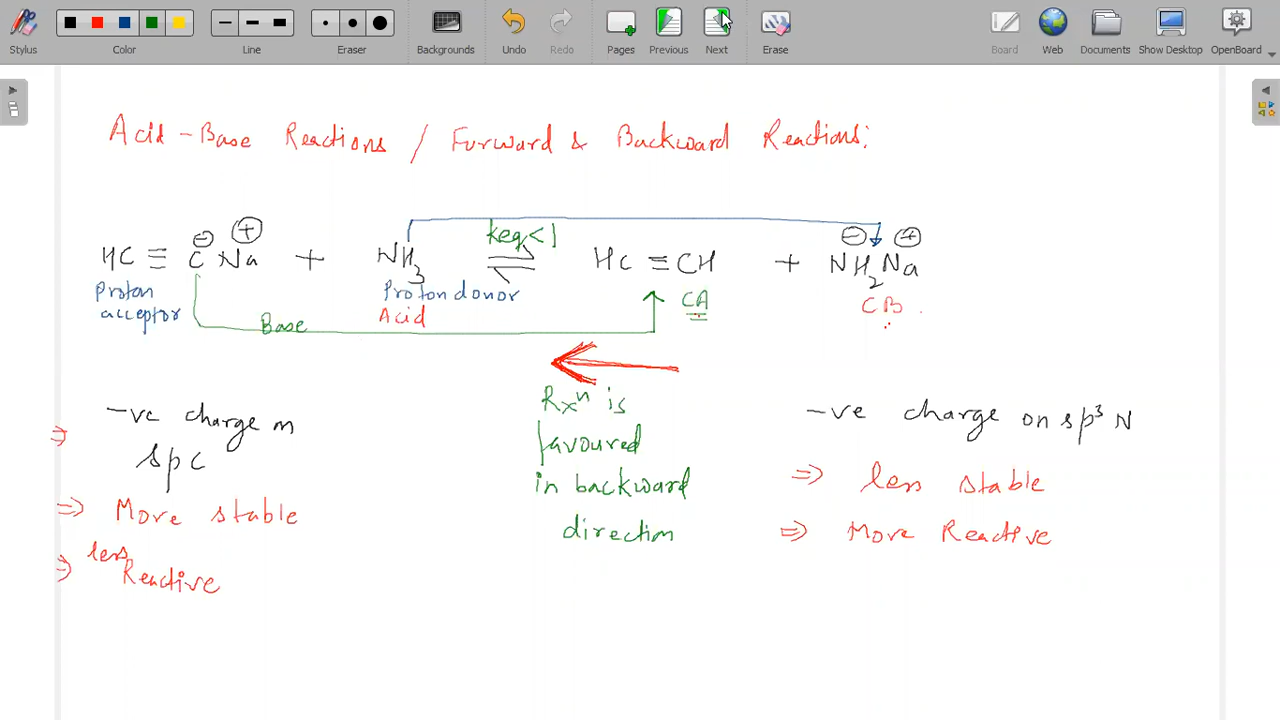 Stylus Color Line Eraser Backgrounds Undo Redo Pages Previous Next Erase Board Web Documents Show Desktop OpenBoard
Acid-Base Reactions / Forward & Backward Reactions:
keq<1
HC ≡ C⊖ Na⊕ + NH3 ⇌ HC ≡ CH + NH2⊖ Na⊕
Proton acceptor
Proton donor
Acid
CA
CB
Base
Rxⁿ is
favoured
in backward
direction
-ve charge on
⇒ sp C
⇒ More stable
⇒ less Reactive
-ve charge on sp³ N
⇒ less stable
⇒ More Reactive